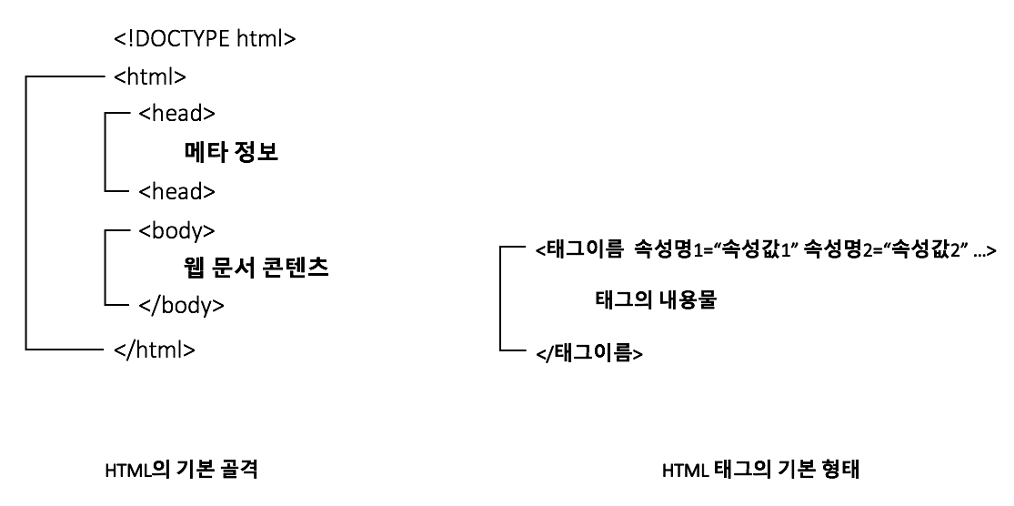 <!DOCTYPE html>
<html>
<head>
메타 정보
<head>
<body>
웹 문서 콘텐츠
</body>
</html>
HTML의 기본 골격
<태그이름 속성명1=“속성값1” 속성명2=“속성값2” ...>
태그의 내용물
</태그이름>
HTML 태그의 기본 형태